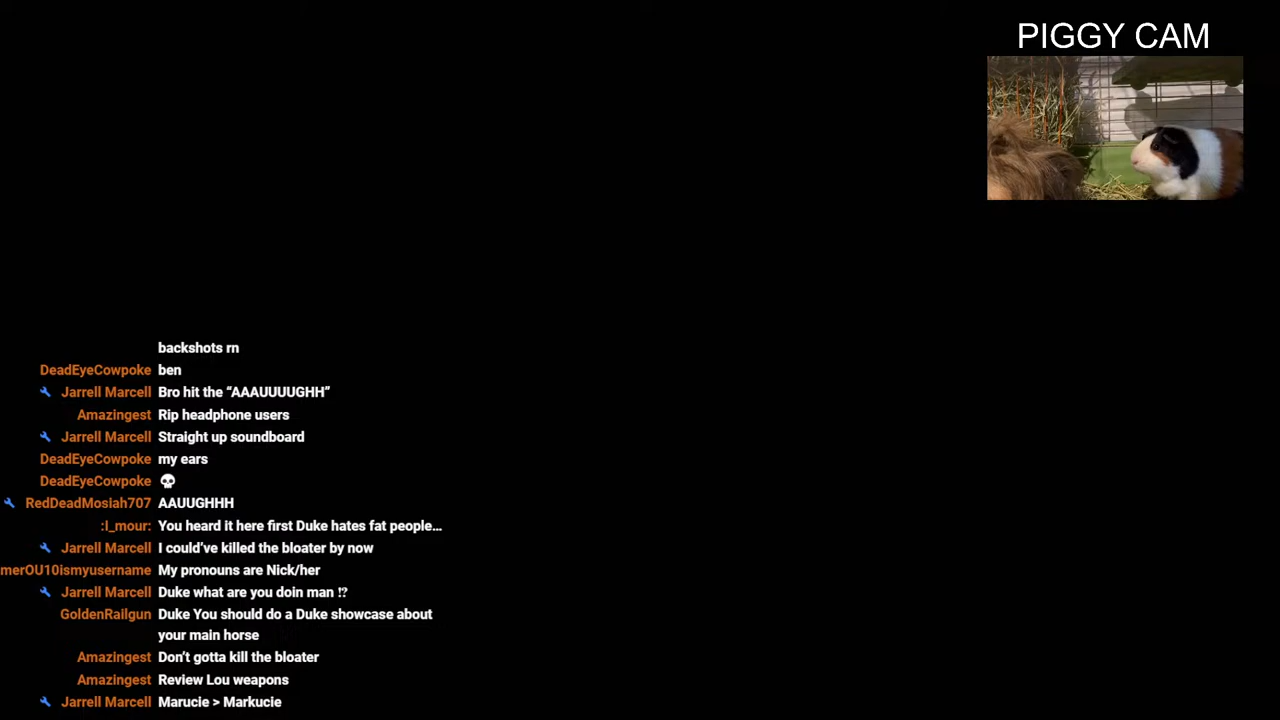 PIGGY CAM
backshots rn
DeadEyeCowpoke ben
Jarrell Marcell Bro hit the “AAAUUUUGHH”
Amazingest Rip headphone users
Jarrell Marcell Straight up soundboard
DeadEyeCowpoke my ears
DeadEyeCowpoke 💀
RedDeadMosiah707 AAUUGHHH
:l_mour: You heard it here first Duke hates fat people…
Jarrell Marcell I could’ve killed the bloater by now
merOU10ismyusername My pronouns are Nick/her
Jarrell Marcell Duke what are you doin man ⁉
GoldenRailgun Duke You should do a Duke showcase about
your main horse
Amazingest Don’t gotta kill the bloater
Amazingest Review Lou weapons
Jarrell Marcell Marucie > Markucie